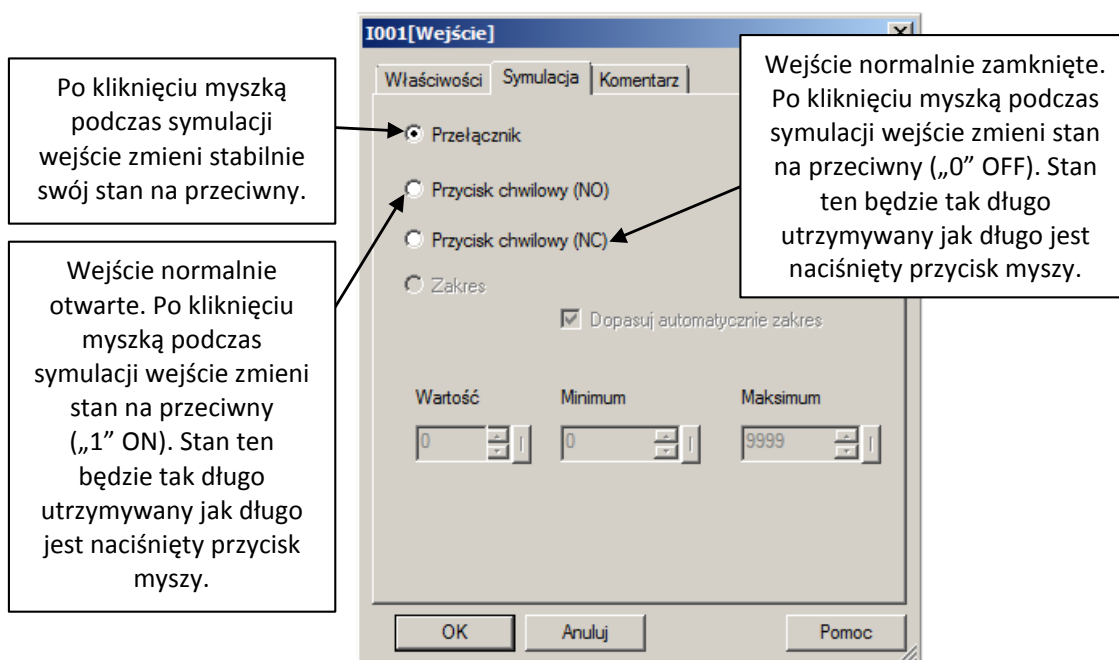 I001[Wejście]
Po kliknięciu myszką
podczas symulacji
wejście zmieni stabilnie
swój stan na przeciwny.
Wejście normalnie
otwarte. Po kliknięciu
myszką podczas
symulacji wejście zmieni
stan na przeciwny
(„1” ON). Stan ten
będzie tak długo
utrzymywany jak długo
jest naciśnięty przycisk
myszy.
Właściwości Symulacja Komentarz
Przełącznik
Przycisk chwilowy (NO)
Przycisk chwilowy (NC)
Zakres
Dopasuj automatycznie zakres
Wartość Minimum Maksimum
0 0 9999
OK Anuluj Pomoc
Wejście normalnie zamknięte.
Po kliknięciu myszką podczas
symulacji wejście zmieni stan
na przeciwny („0” OFF). Stan
ten będzie tak długo
utrzymywany jak długo jest
naciśnięty przycisk myszy.